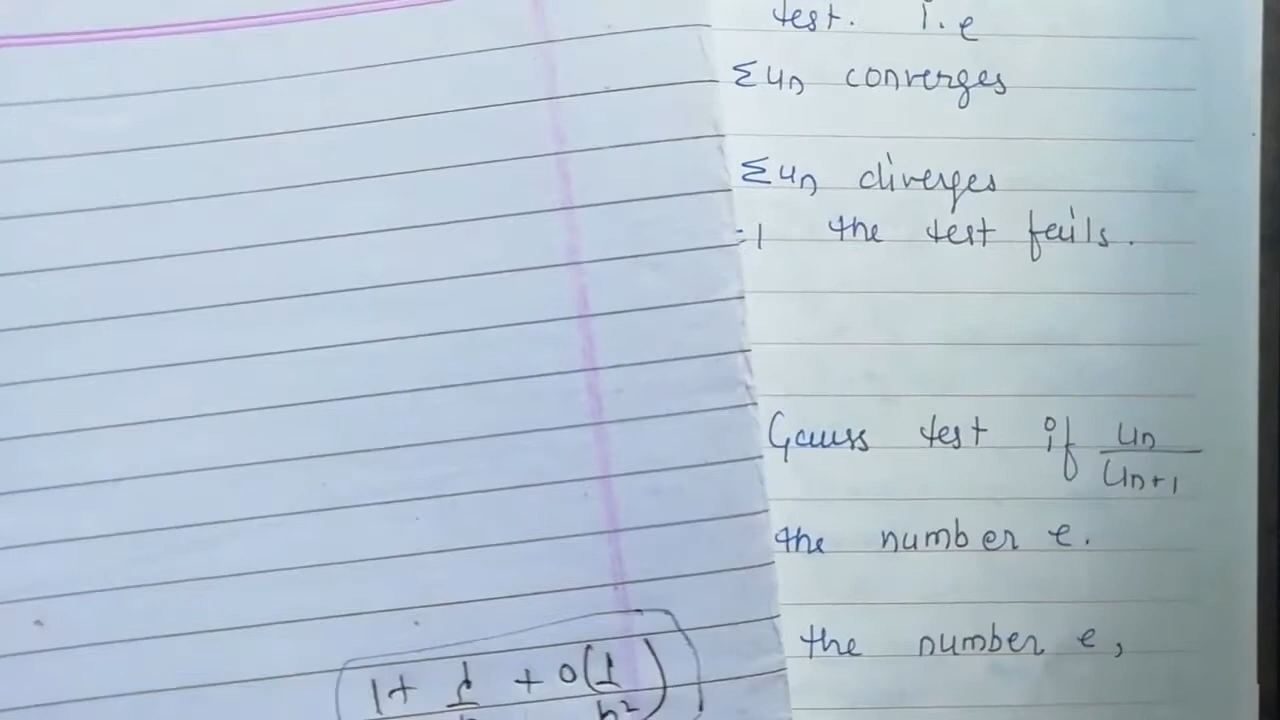 test. i.e
Σun converges
Σun diverges
=1 the test fails.
Gauss test if un/un+1
the number e.
the number e,
1+ 1/n + O(1/n²)